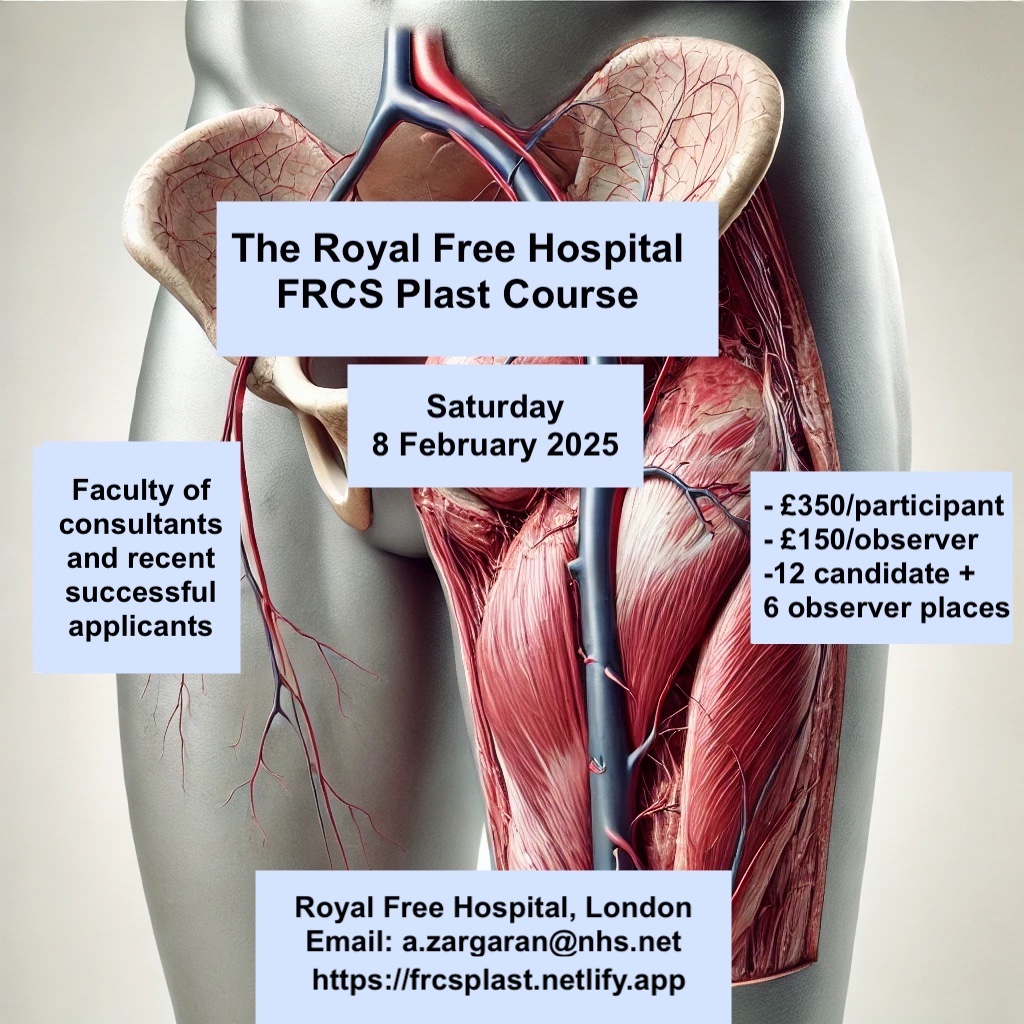 The Royal Free Hospital
FRCS Plast Course
Saturday
8 February 2025
Faculty of
consultants
and recent
successful
applicants
- £350/participant
- £150/observer
-12 candidate +
6 observer places
Royal Free Hospital, London
Email: a.zargaran@nhs.net
https://frcsplast.netlify.app